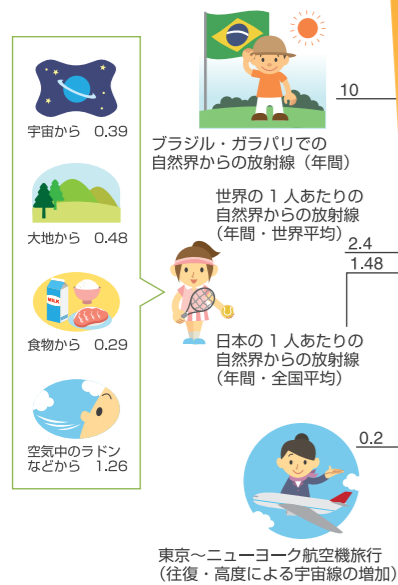 宇宙から 0.39
大地から 0.48
MILK
食物から 0.29
空気中のラドン
などから 1.26
10
ブラジル・ガラパリでの
自然界からの放射線（年間）
世界の 1 人あたりの
自然界からの放射線
（年間・世界平均）
2.4
1.48
日本の 1 人あたりの
自然界からの放射線
（年間・全国平均）
0.2
東京～ニューヨーク航空機旅行
（往復・高度による宇宙線の増加）